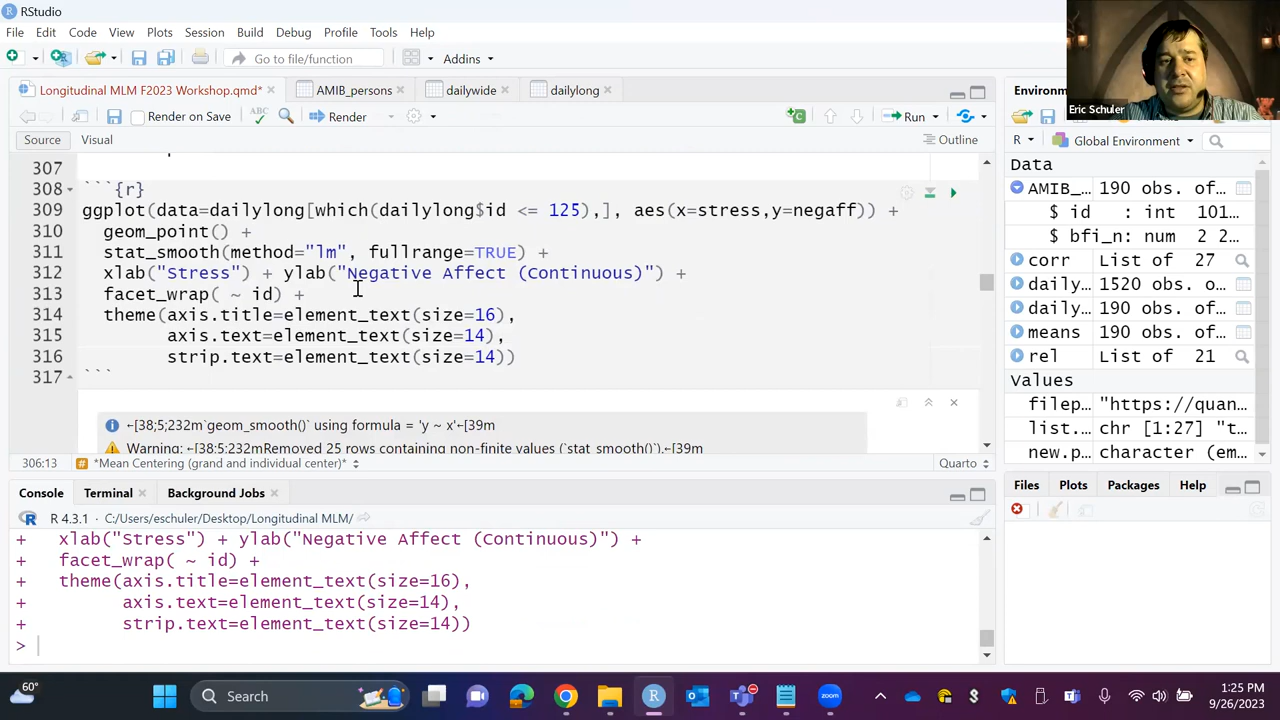 RStudio
File Edit Code View Plots Session Build Debug Profile Tools Help
Go to file/function Addins
Eric Schuler
Longitudinal MLM F2023 Workshop.qmd* AMIB_persons dailywide dailylong
Render on Save Render Run
Source Visual Outline
307
308 ```{r}
309 ggplot(data=dailylong[which(dailylong$id <= 125),], aes(x=stress,y=negaff)) +
310 geom_point() +
311 stat_smooth(method="lm", fullrange=TRUE) +
312 xlab("Stress") + ylab("Negative Affect (Continuous)") +
313 facet_wrap( ~ id) +
314 theme(axis.title=element_text(size=16),
315 axis.text=element_text(size=14),
316 strip.text=element_text(size=14))
317 ```
←[38;5;232m`geom_smooth()` using formula = 'y ~ x'←[39m
Warning: ←[38;5;232mRemoved 25 rows containing non-finite values (`stat_smooth()`).←[39m
306:13 *Mean Centering (grand and individual center)* Quarto
Console Terminal Background Jobs
R 4.3.1 · C:/Users/eschuler/Desktop/Longitudinal MLM/
+ xlab("Stress") + ylab("Negative Affect (Continuous)") +
+ facet_wrap( ~ id) +
+ theme(axis.title=element_text(size=16),
+ axis.text=element_text(size=14),
+ strip.text=element_text(size=14))
>
Environm
R Global Environment
Data
AMIB_… 190 obs. of…
$ id : int 101…
$ bfi_n: num 2 2…
corr List of 27
daily… 1520 obs. o…
daily… 190 obs. of…
means 190 obs. of…
rel List of 21
Values
filep… "https://quan…
list.… chr [1:27] "t…
new.p… character (em…
Files Plots Packages Help
60°
Search
1:25 PM
9/26/2023